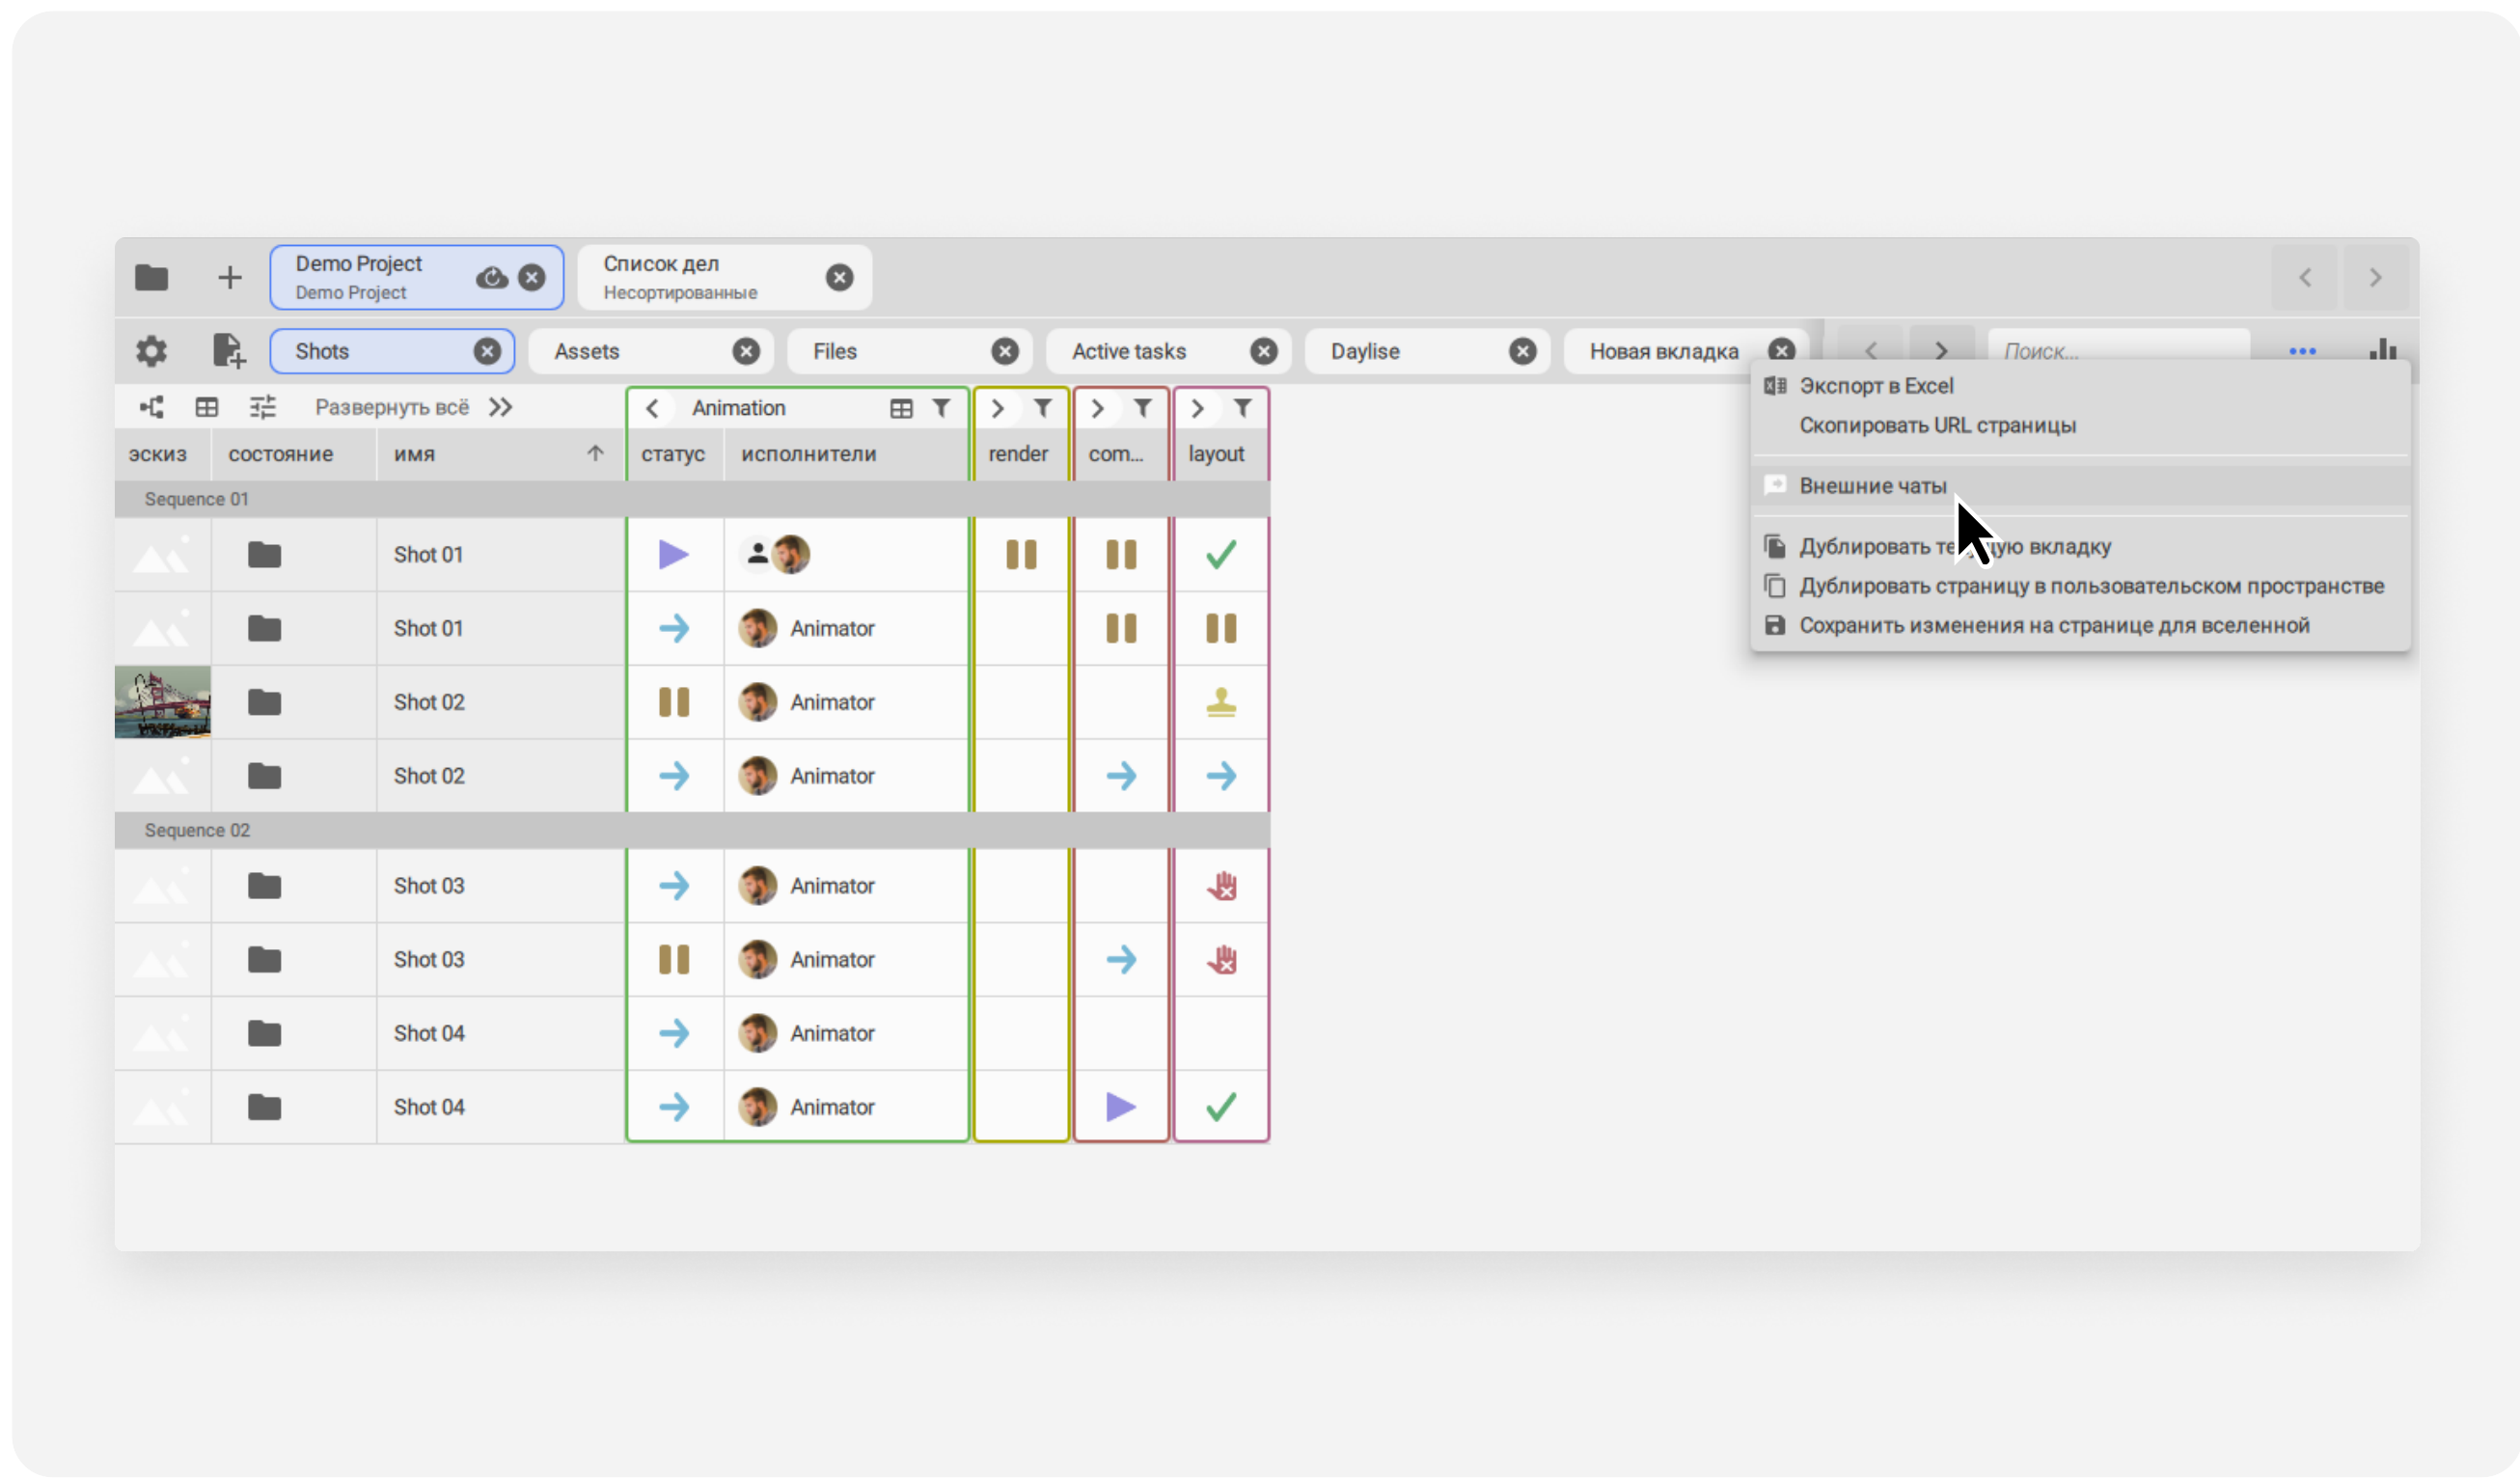 Demo Project
Demo Project
Список дел
Несортированные
Shots
Assets
Files
Active tasks
Daylise
Новая вкладка
Поиск...
Развернуть всё
Animation
эскиз
состояние
имя
статус
исполнители
render
com...
layout
Sequence 01
Shot 01
Shot 01
Animator
Shot 02
Animator
Shot 02
Animator
Sequence 02
Shot 03
Animator
Shot 03
Animator
Shot 04
Animator
Shot 04
Animator
Экспорт в Excel
Скопировать URL страницы
Внешние чаты
Дублировать текущую вкладку
Дублировать страницу в пользовательском пространстве
Сохранить изменения на странице для вселенной